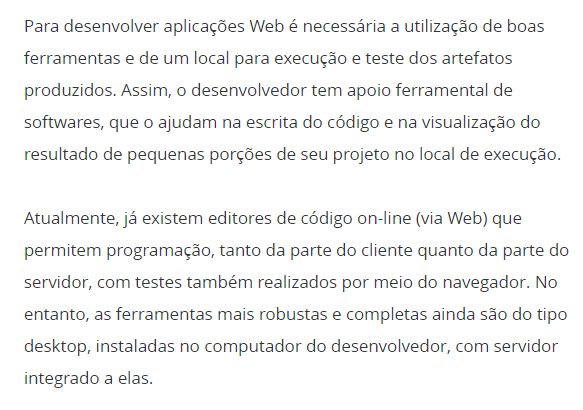 Para desenvolver aplicações Web é necessária a utilização de boas
ferramentas e de um local para execução e teste dos artefatos
produzidos. Assim, o desenvolvedor tem apoio ferramental de
softwares, que o ajudam na escrita do código e na visualização do
resultado de pequenas porções de seu projeto no local de execução.
Atualmente, já existem editores de código on-line (via Web) que
permitem programação, tanto da parte do cliente quanto da parte do
servidor, com testes também realizados por meio do navegador. No
entanto, as ferramentas mais robustas e completas ainda são do tipo
desktop, instaladas no computador do desenvolvedor, com servidor
integrado a elas.